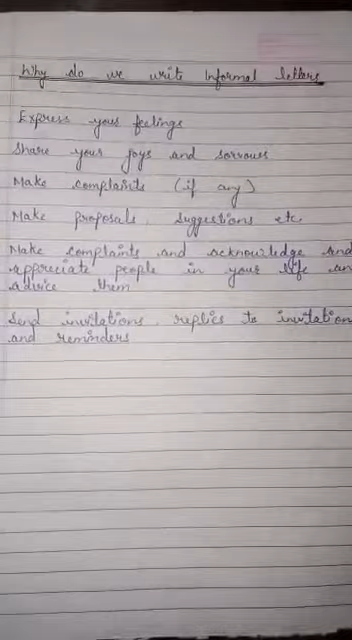 Why do we write Informal letters
Express your feelings
Share your joys and sorrows
Make complaints (if any)
Make proposals, suggestions etc
Make complaints and acknowledge and
appreciate people in your life an
advice them
Send invitations, replies to invitation
and reminders